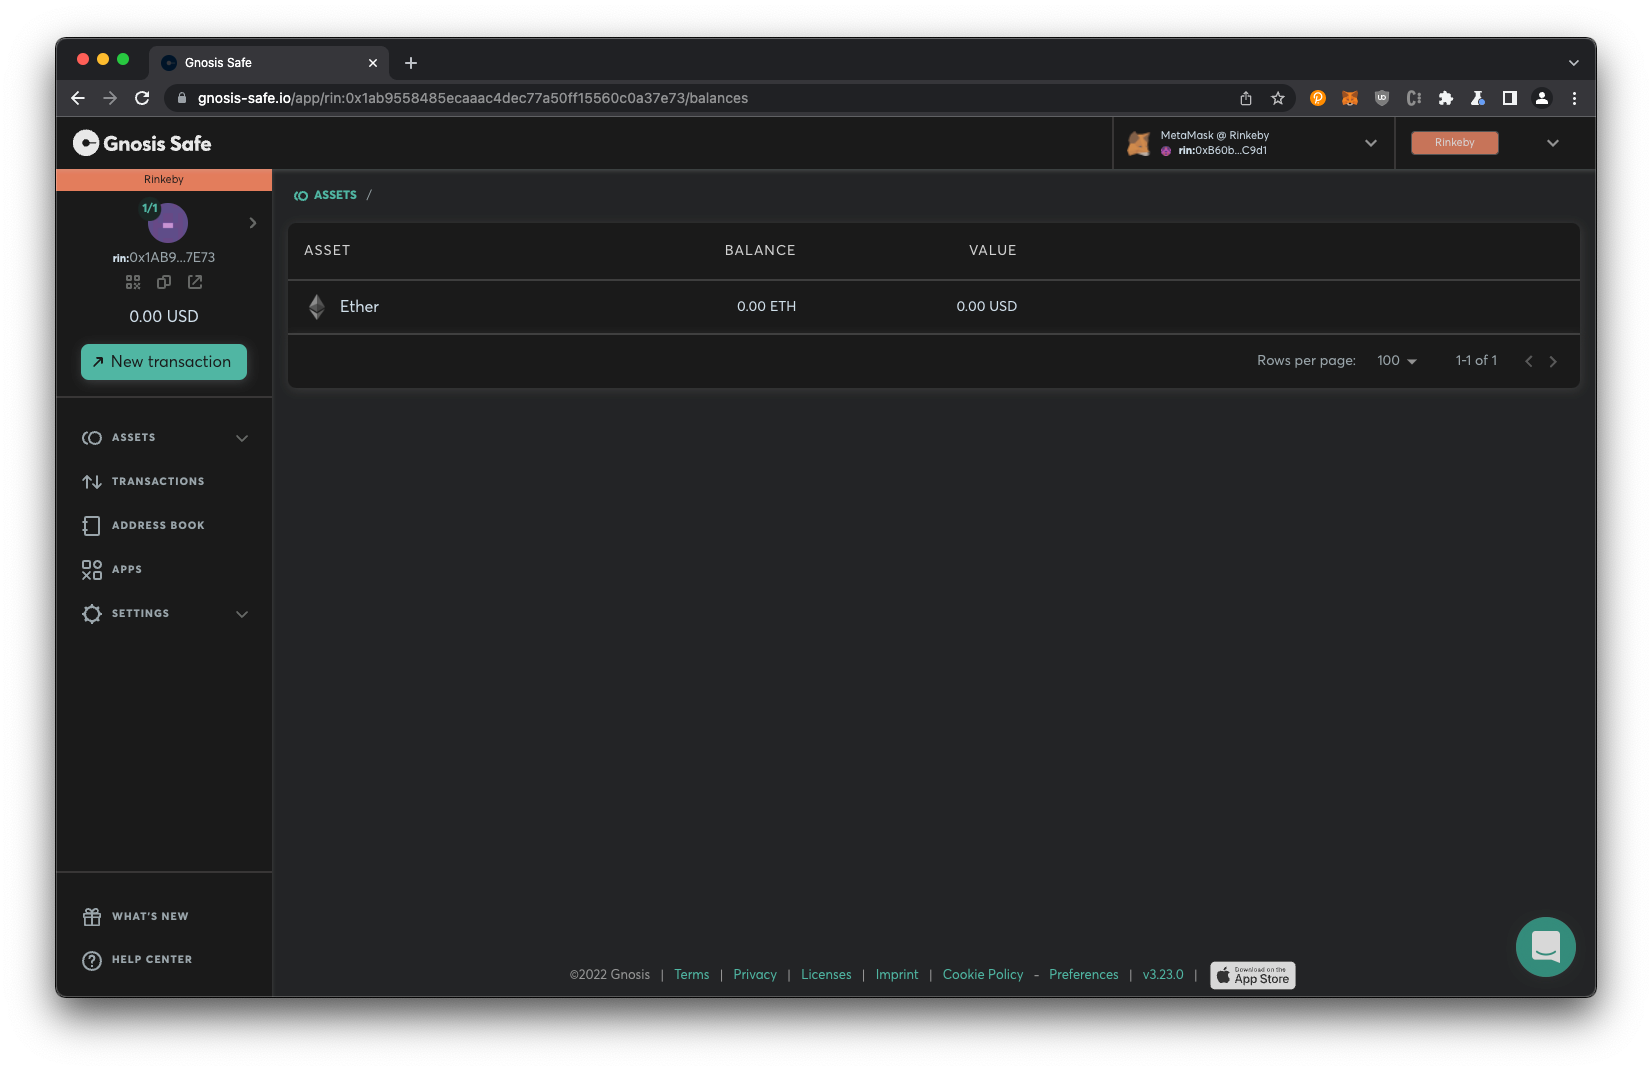 Gnosis Safe
gnosis-safe.io/app/rin:0x1ab9558485ecaaac4dec77a50ff15560c0a37e73/balances
Gnosis Safe
MetaMask @ Rinkeby
rin:0xB60b...C9d1
Rinkeby
Rinkeby
1/1
rin:0x1AB9...7E73
0.00 USD
New transaction
ASSETS
TRANSACTIONS
ADDRESS BOOK
APPS
SETTINGS
WHAT'S NEW
HELP CENTER
ASSETS /
ASSET BALANCE VALUE
Ether 0.00 ETH 0.00 USD
Rows per page: 100 1-1 of 1
©2022 Gnosis | Terms | Privacy | Licenses | Imprint | Cookie Policy - Preferences | v3.23.0 |
Download on the
App Store